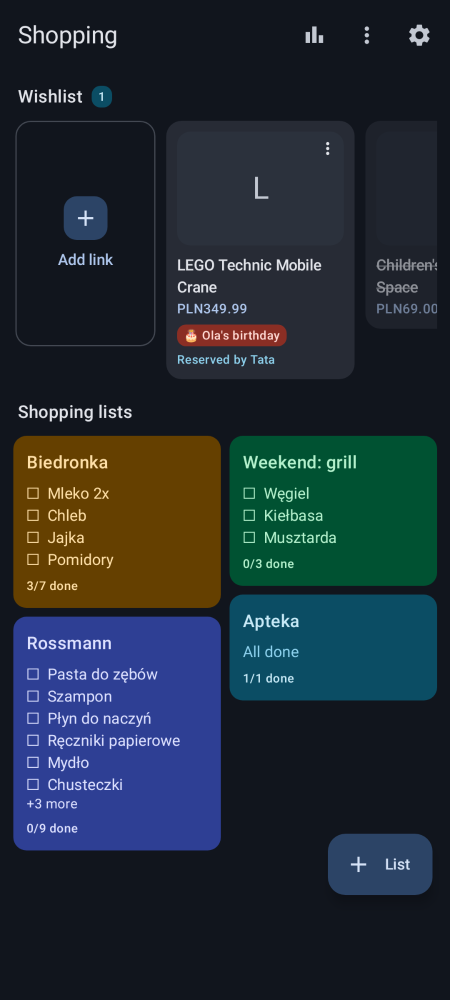 Shopping
Wishlist 1
Add link
L
LEGO Technic Mobile
Crane
PLN349.99
🎂 Ola's birthday
Reserved by Tata
Children's
Space
PLN69.00
Shopping lists
Biedronka
☐ Mleko 2x
☐ Chleb
☐ Jajka
☐ Pomidory
3/7 done
Weekend: grill
☐ Węgiel
☐ Kiełbasa
☐ Musztarda
0/3 done
Rossmann
☐ Pasta do zębów
☐ Szampon
☐ Płyn do naczyń
☐ Ręczniki papierowe
☐ Mydło
☐ Chusteczki
+3 more
0/9 done
Apteka
All done
1/1 done
+ List